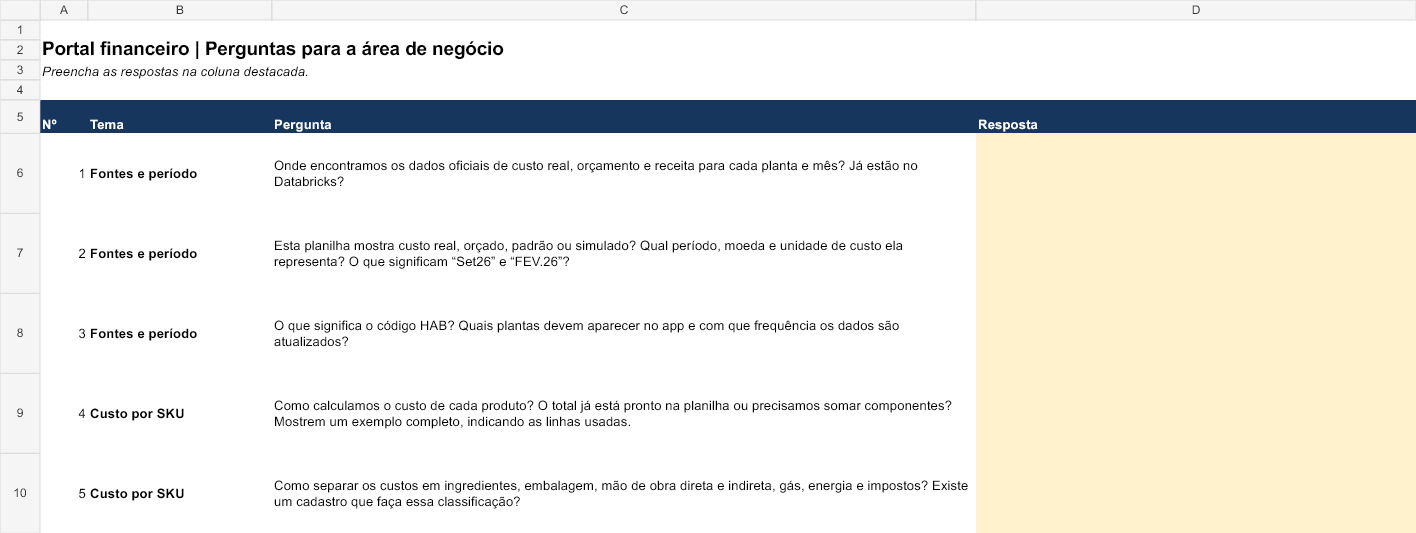 A B C D
1
2 Portal financeiro | Perguntas para a área de negócio
3 Preencha as respostas na coluna destacada.
4
5 Nº Tema Pergunta Resposta
6 1 Fontes e período Onde encontramos os dados oficiais de custo real, orçamento e receita para cada planta e mês? Já estão no
Databricks?
7 2 Fontes e período Esta planilha mostra custo real, orçado, padrão ou simulado? Qual período, moeda e unidade de custo ela
representa? O que significam “Set26” e “FEV.26”?
8 3 Fontes e período O que significa o código HAB? Quais plantas devem aparecer no app e com que frequência os dados são
atualizados?
9 4 Custo por SKU Como calculamos o custo de cada produto? O total já está pronto na planilha ou precisamos somar componentes?
Mostrem um exemplo completo, indicando as linhas usadas.
10 5 Custo por SKU Como separar os custos em ingredientes, embalagem, mão de obra direta e indireta, gás, energia e impostos? Existe
um cadastro que faça essa classificação?